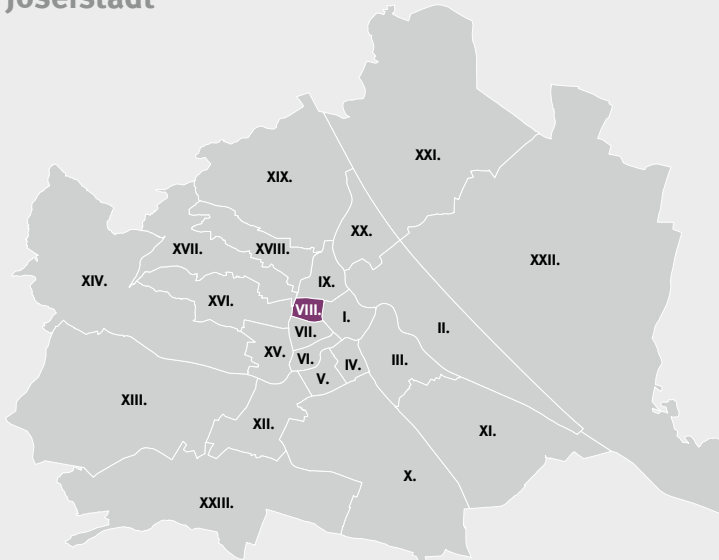 Josefstadt
XXI.
XIX.
XX.
XVII.
XVIII.
XXII.
XIV.
IX.
XVI.
VIII.
I.
II.
VII.
XV.
VI.
IV.
III.
V.
XIII.
XII.
XI.
X.
XXIII.